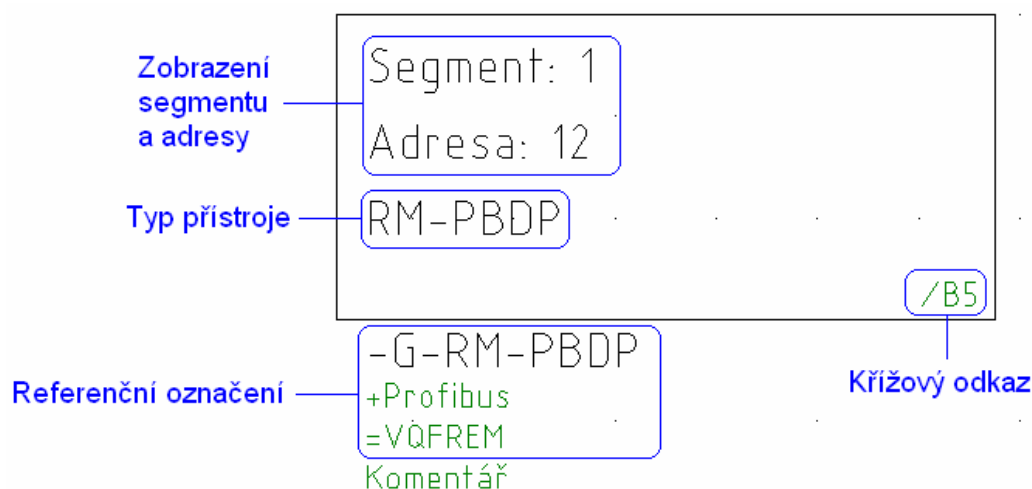 Zobrazení
segmentu
a adresy
Segment: 1
Adresa: 12
Typ přístroje
RM-PBDP
/B5
Referenční označení
-G-RM-PBDP
+Profibus
=VQFREM
Komentář
Křížový odkaz